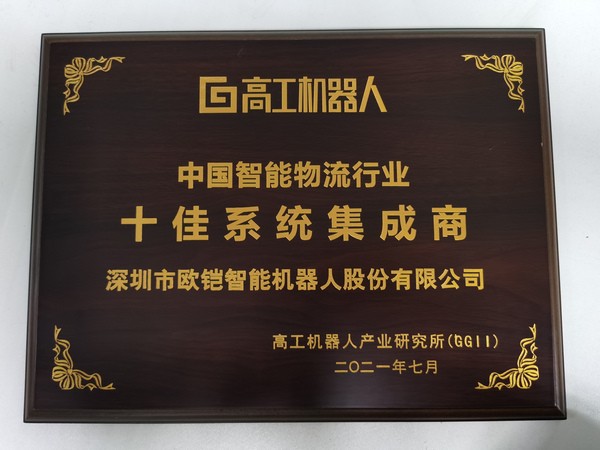 高工机器人
中国智能物流行业
十佳系统集成商
深圳市欧铠智能机器人股份有限公司
高工机器人产业研究所(GGII)
二〇二一年七月